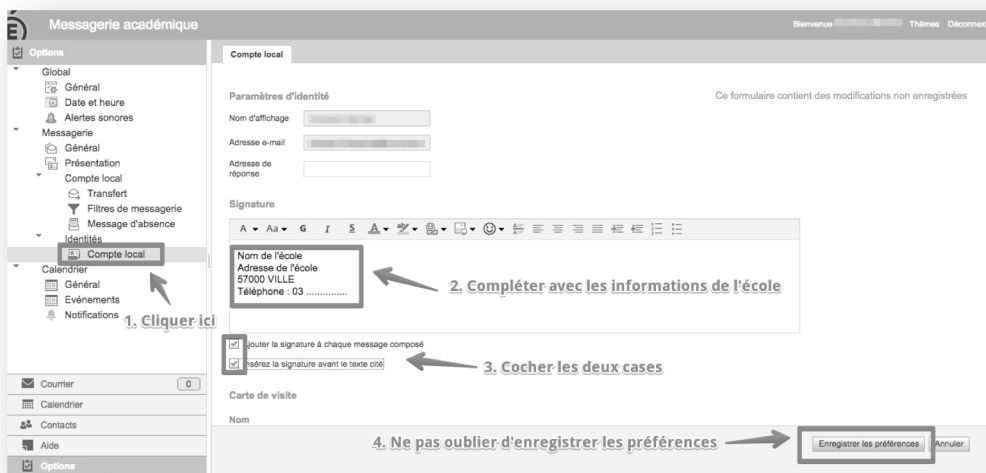 Messagerie académique
Bienvenue
Thèmes
Déconnex
Options
Global
Général
Date et heure
Alertes sonores
Messagerie
Général
Présentation
Compte local
Transfert
Filtres de messagerie
Message d'absence
Identités
Compte local
Calendrier
Général
Evénements
Notifications
1. Cliquer ici
Courrier
0
Calendrier
Contacts
Aide
Options
Compte local
Paramètres d'identité
Ce formulaire contient des modifications non enregistrées
Nom d'affichage
Adresse e-mail
Adresse de
réponse
Signature
A Aa G I S A
Nom de l'école
Adresse de l'école
57000 VILLE
Téléphone : 03 ...............
2. Compléter avec les informations de l'école
jouter la signature à chaque message composé
nsérez la signature avant le texte cité
3. Cocher les deux cases
Carte de visite
Nom
4. Ne pas oublier d'enregistrer les préférences
Enregistrer les préférences
Annuler